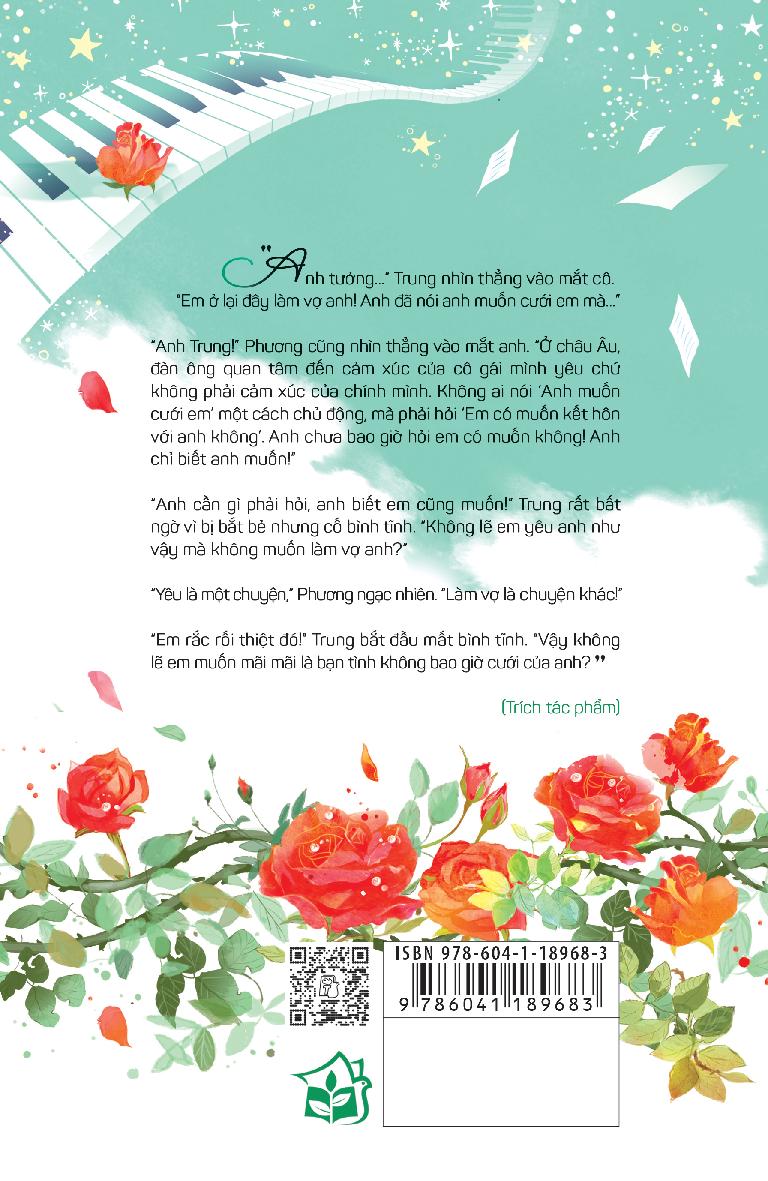 "Anh tưởng..." Trung nhìn thẳng vào mắt cô.
"Em ở lại đây làm vợ anh! Anh đã nói anh muốn cưới em mà..."
"Anh Trung!" Phương cũng nhìn thẳng vào mắt anh. "Ở châu Âu,
đàn ông quan tâm đến cảm xúc của cô gái mình yêu chứ
không phải cảm xúc của chính mình. Không ai nói 'Anh muốn
cưới em' một cách chủ động, mà phải hỏi 'Em có muốn kết hôn
với anh không'. Anh chưa bao giờ hỏi em có muốn không! Anh
chỉ biết anh muốn!"
"Anh cần gì phải hỏi, anh biết em cũng muốn!" Trung rất bất
ngờ vì bị bắt bẻ nhưng cố bình tĩnh. "Không lẽ em yêu anh như
vậy mà không muốn làm vợ anh?"
"Yêu là một chuyện," Phương ngạc nhiên. "Làm vợ là chuyện khác!"
"Em rắc rối thiệt đó!" Trung bắt đầu mất bình tĩnh. "Vậy không
lẽ em muốn mãi mãi là bạn tình không bao giờ cưới của anh? "
(Trích tác phẩm)
ISBN 978-604-1-18968-3
9 786041 189683